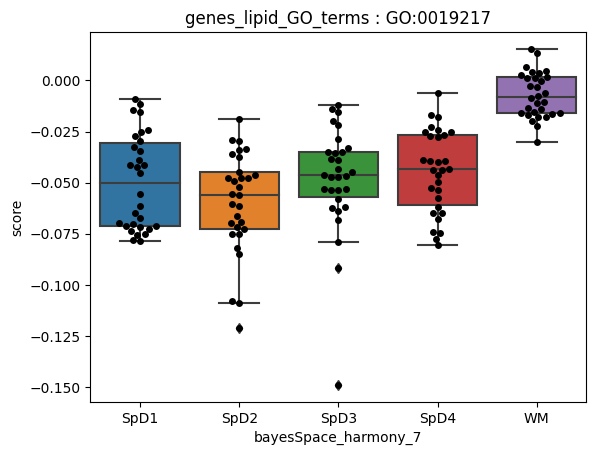 genes_lipid_GO_terms : GO:0019217
0.000
−0.025
−0.050
−0.075
−0.100
−0.125
−0.150
score
SpD1 SpD2 SpD3 SpD4 WM
bayesSpace_harmony_7